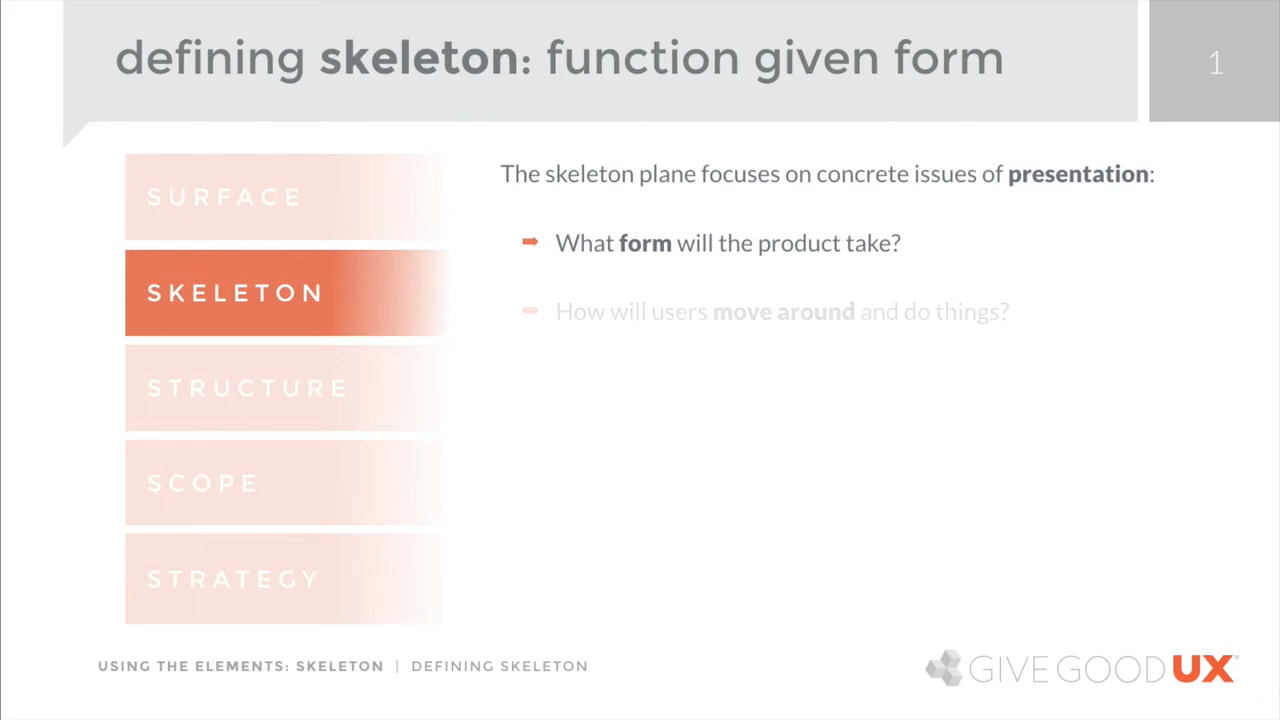 defining skeleton: function given form
1
SURFACE
SKELETON
STRUCTURE
SCOPE
STRATEGY
The skeleton plane focuses on concrete issues of presentation:
What form will the product take?
How will users move around and do things?
USING THE ELEMENTS: SKELETON | DEFINING SKELETON
GIVE GOOD UX